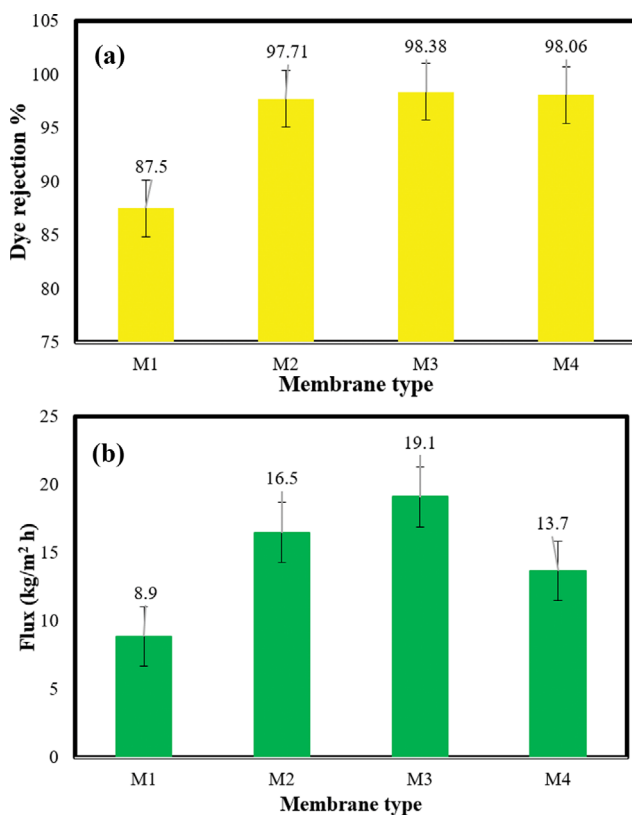 (a)
Dye rejection %
105
100
95
90
85
80
75
87.5
97.71
98.38
98.06
M1 M2 M3 M4
Membrane type
(b)
Flux (kg/m² h)
25
20
15
10
5
0
8.9
16.5
19.1
13.7
M1 M2 M3 M4
Membrane type